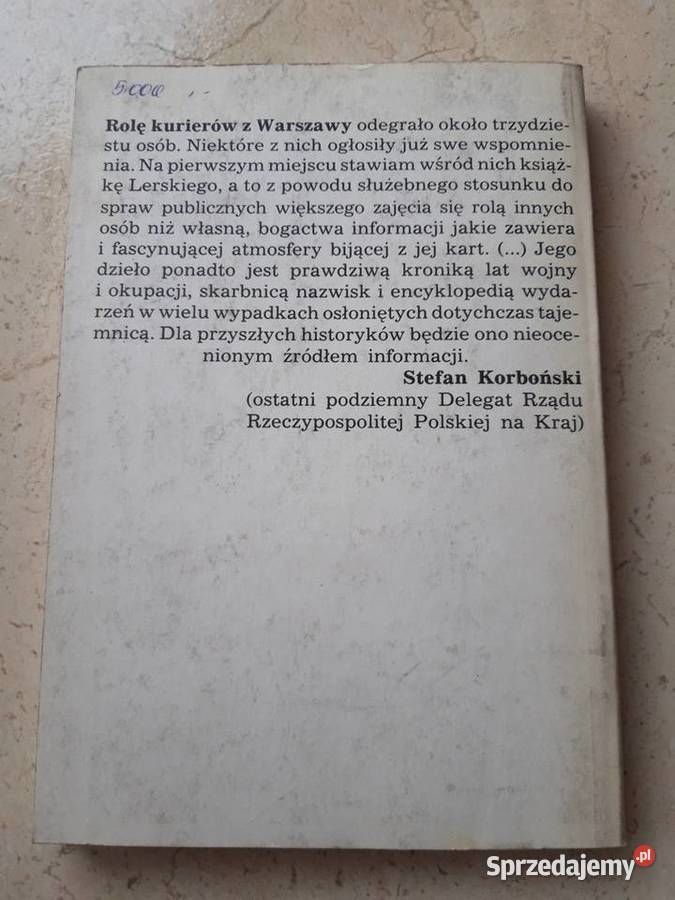 5.000 ,-
Rolę kurierów z Warszawy odegrało około trzydzie-
stu osób. Niektóre z nich ogłosiły już swe wspomnie-
nia. Na pierwszym miejscu stawiam wśród nich książ-
kę Lerskiego, a to z powodu służebnego stosunku do
spraw publicznych większego zajęcia się rolą innych
osób niż własną, bogactwa informacji jakie zawiera
i fascynującej atmosfery bijącej z jej kart. (...) Jego
dzieło ponadto jest prawdziwą kroniką lat wojny
i okupacji, skarbnicą nazwisk i encyklopedią wyda-
rzeń w wielu wypadkach osłoniętych dotychczas taje-
mnicą. Dla przyszłych historyków będzie ono nieoce-
nionym źródłem informacji.
Stefan Korboński
(ostatni podziemny Delegat Rządu
Rzeczypospolitej Polskiej na Kraj)
Sprzedajemy.pl